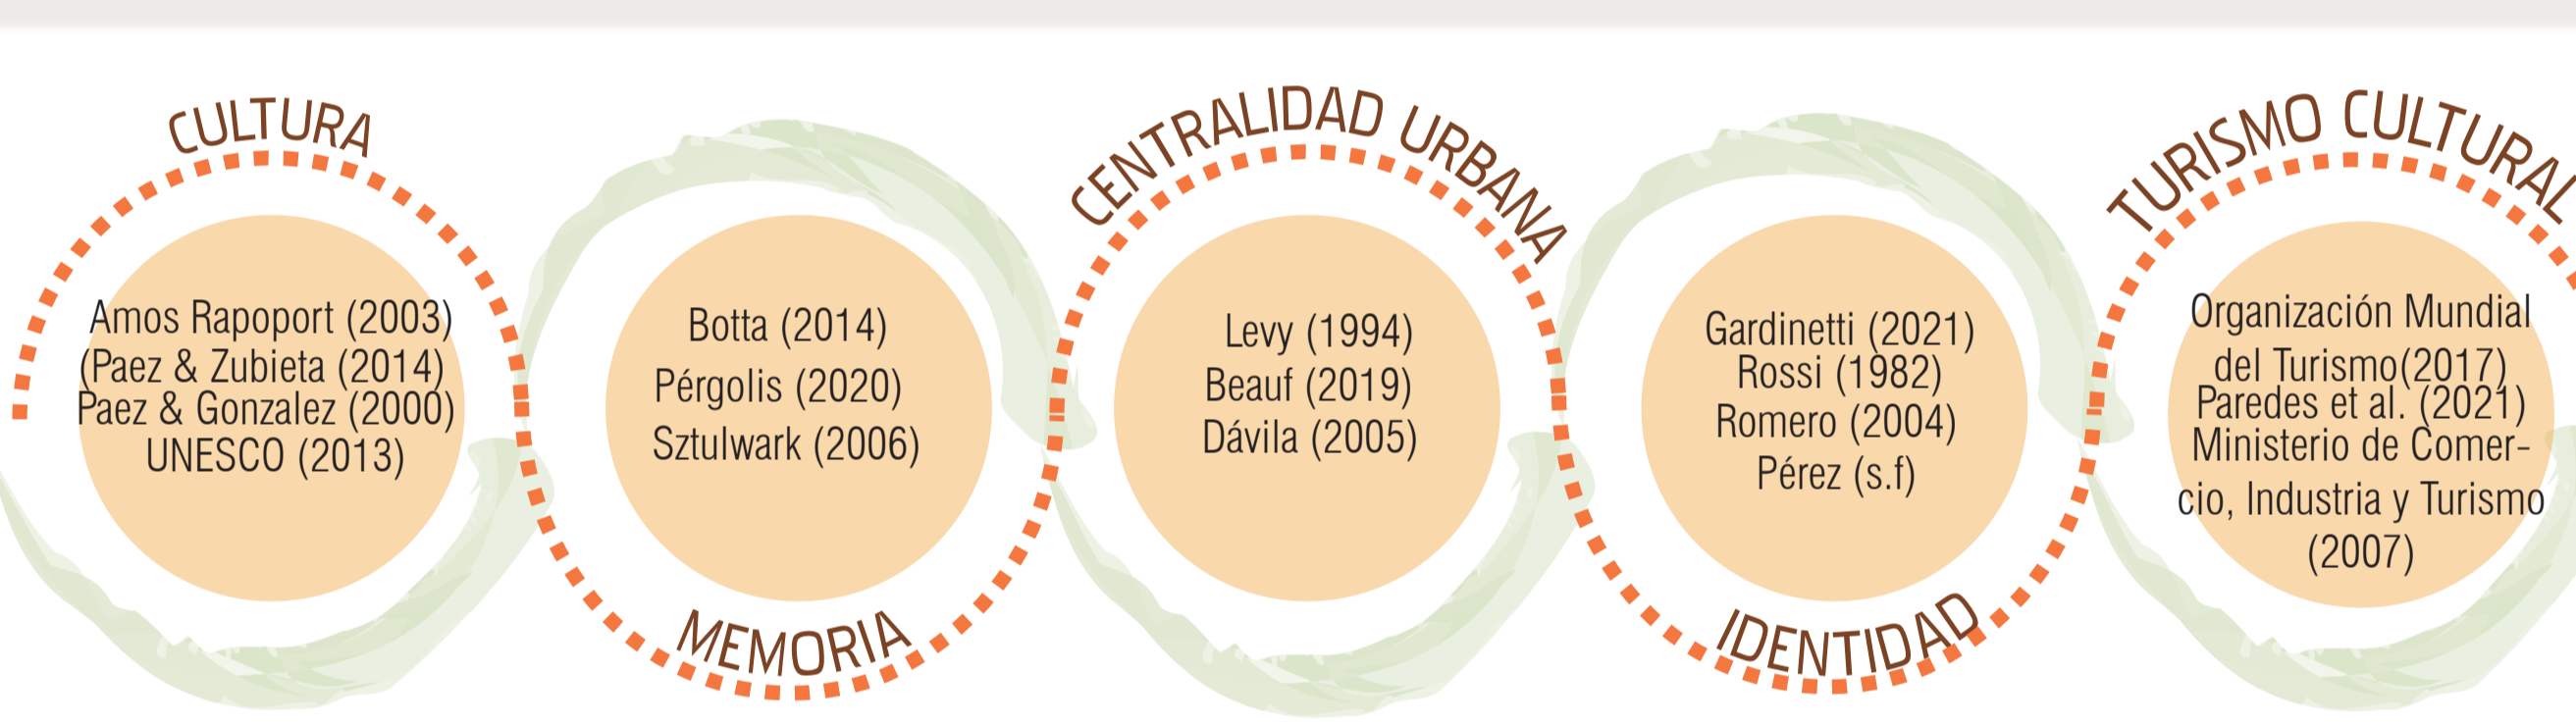 CULTURA
Amos Rapoport (2003)
(Paez & Zubieta (2014)
Paez & Gonzalez (2000)
UNESCO (2013)
Botta (2014)
Pérgolis (2020)
Sztulwark (2006)
MEMORIA
CENTRALIDAD URBANA
Levy (1994)
Beauf (2019)
Dávila (2005)
Gardinetti (2021)
Rossi (1982)
Romero (2004)
Pérez (s.f)
IDENTIDAD
TURISMO CULTURAL
Organización Mundial
del Turismo(2017)
Paredes et al. (2021)
Ministerio de Comer-
cio, Industria y Turismo
(2007)